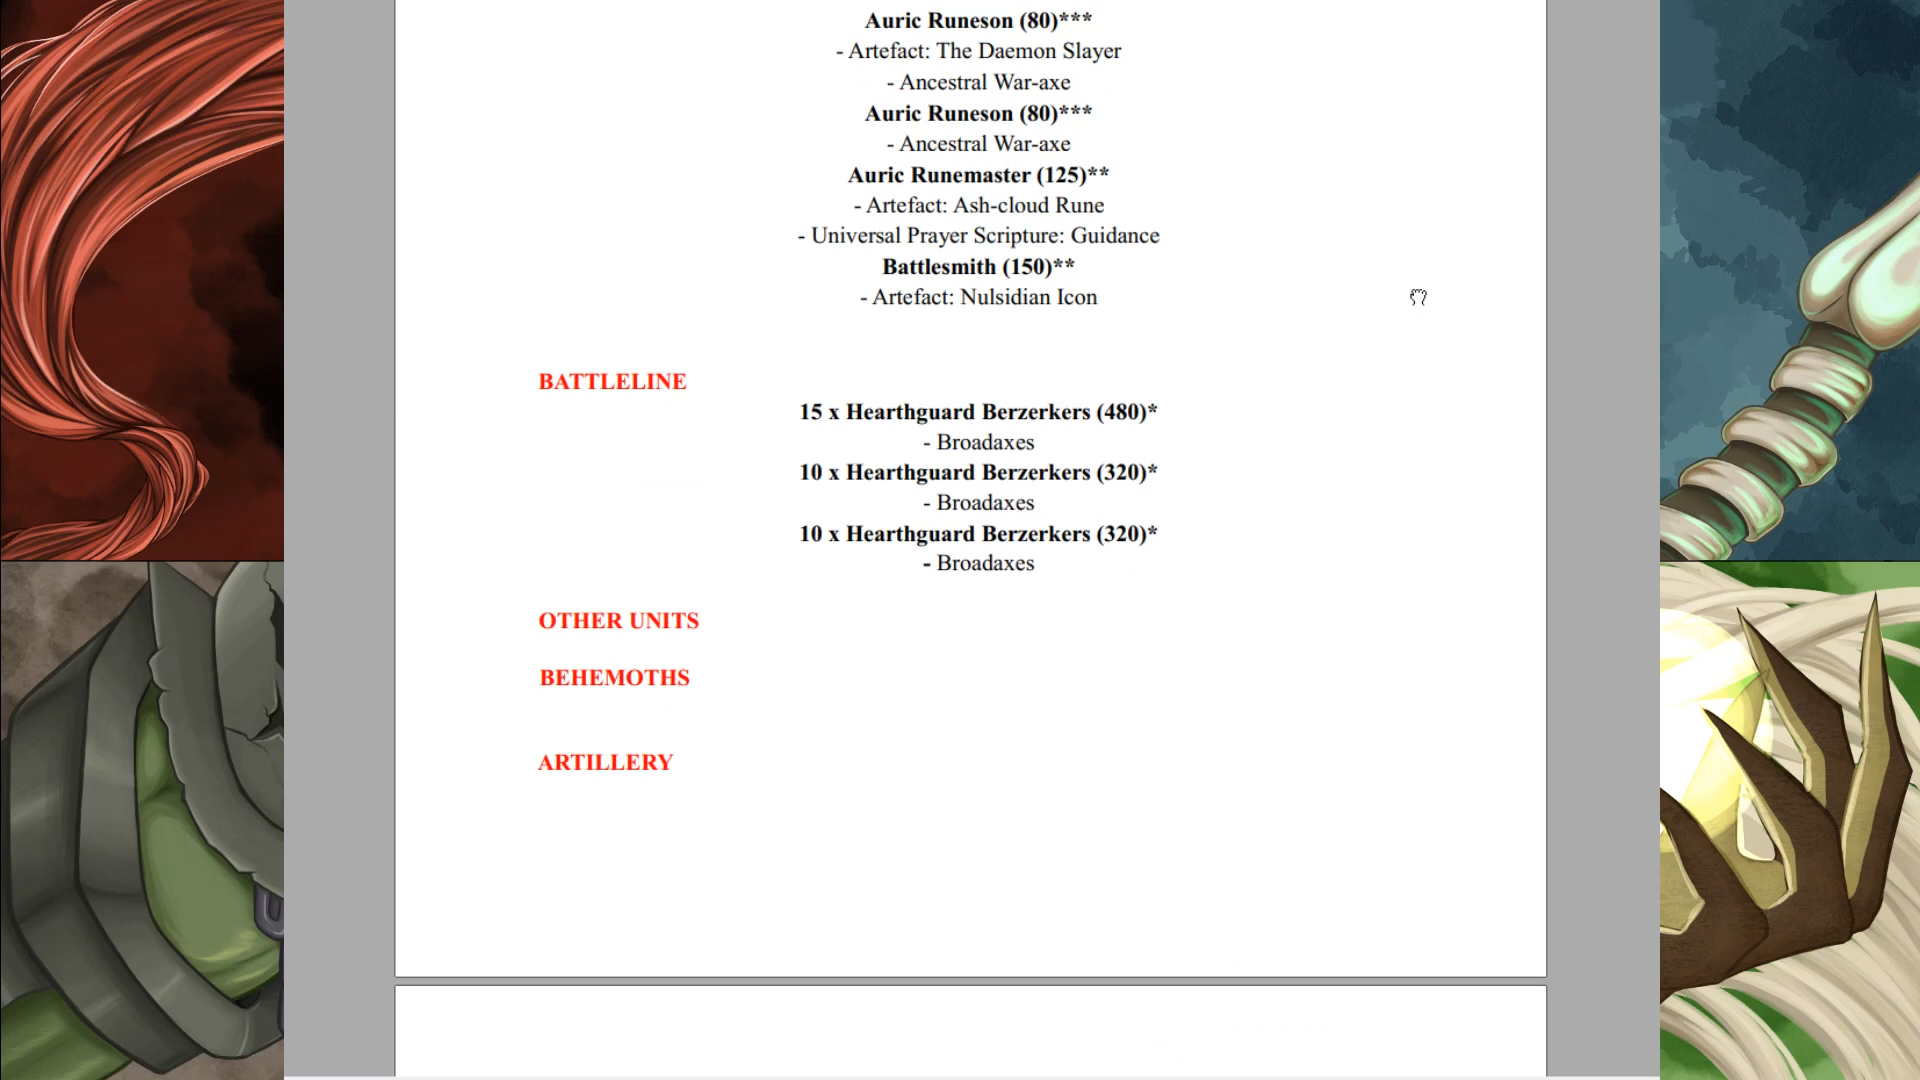 Auric Runeson (80)***
- Artefact: The Daemon Slayer
- Ancestral War-axe
Auric Runeson (80)***
- Ancestral War-axe
Auric Runemaster (125)**
- Artefact: Ash-cloud Rune
- Universal Prayer Scripture: Guidance
Battlesmith (150)**
- Artefact: Nulsidian Icon
BATTLELINE
15 x Hearthguard Berzerkers (480)*
- Broadaxes
10 x Hearthguard Berzerkers (320)*
- Broadaxes
10 x Hearthguard Berzerkers (320)*
- Broadaxes
OTHER UNITS
BEHEMOTHS
ARTILLERY